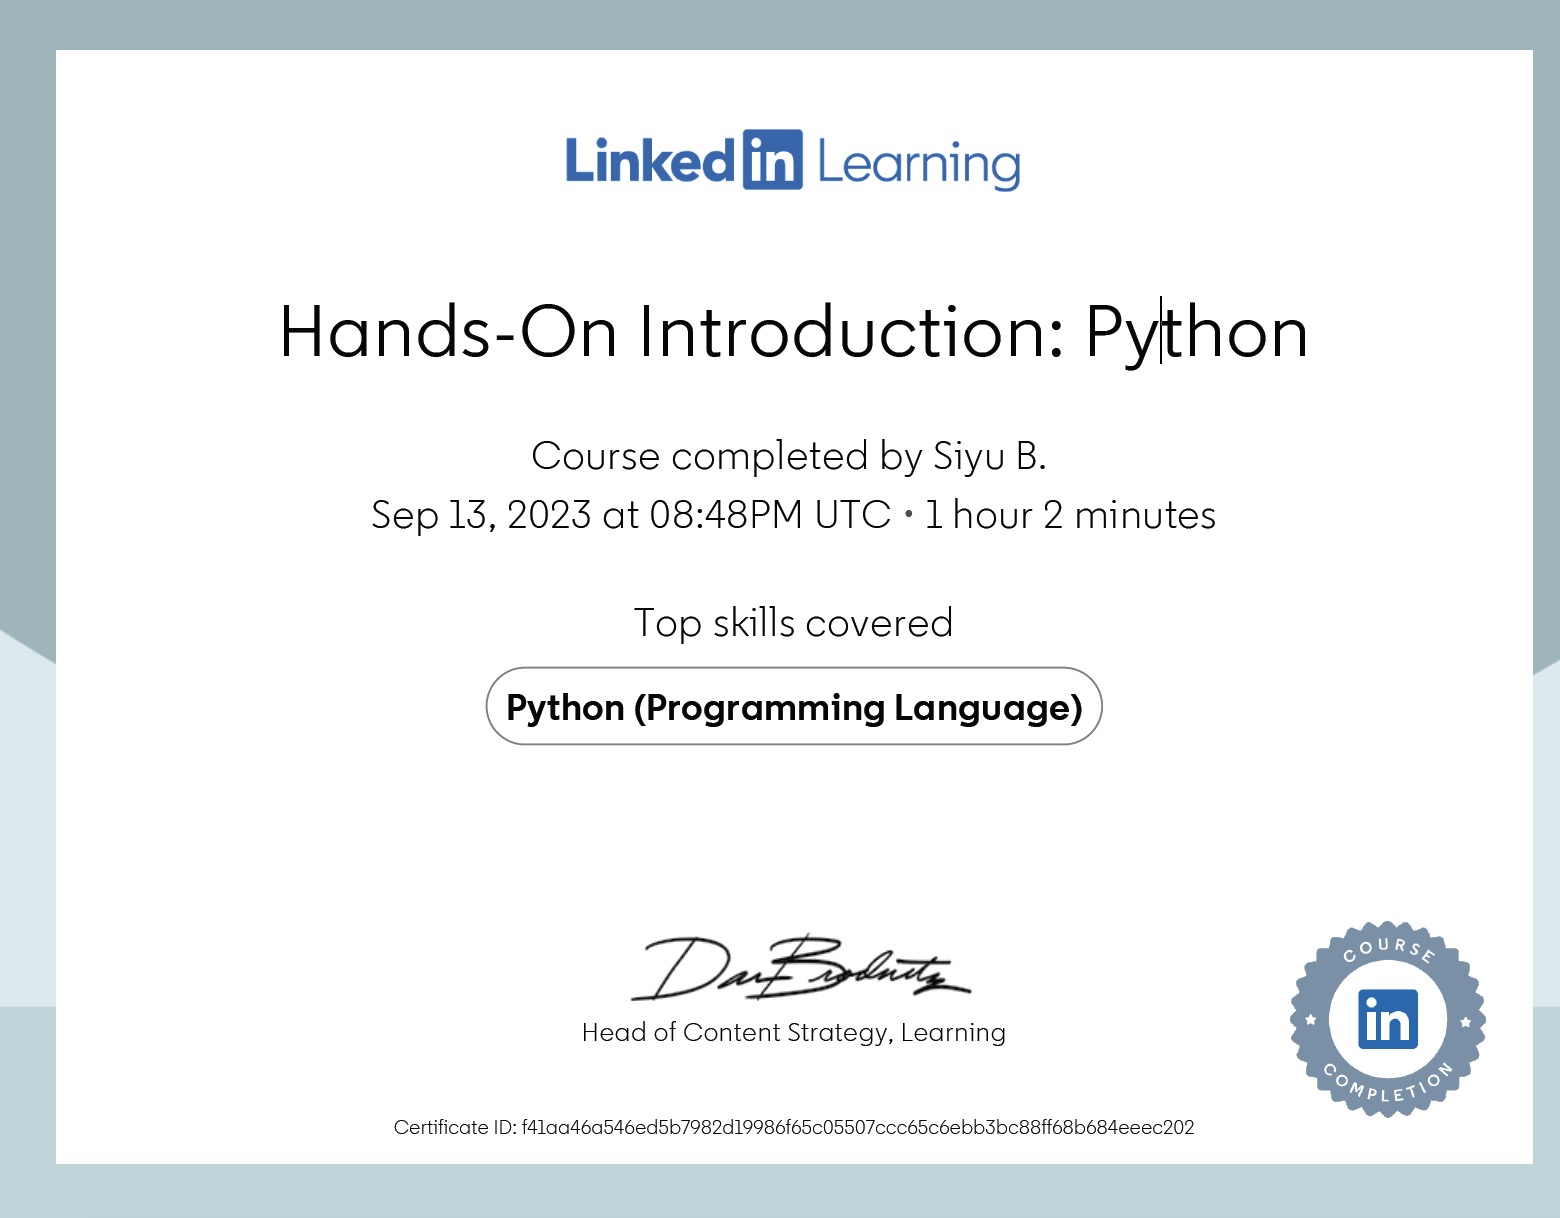 Linked in Learning
Hands-On Introduction: Python
Course completed by Siyu B.
Sep 13, 2023 at 08:48PM UTC • 1 hour 2 minutes
Top skills covered
Python (Programming Language)
Dan Brodnitz
Head of Content Strategy, Learning
COURSE
in
COMPLETION
Certificate ID: f41aa46a546ed5b7982d19986f65c05507ccc65c6ebb3bc88ff68b684eeec202